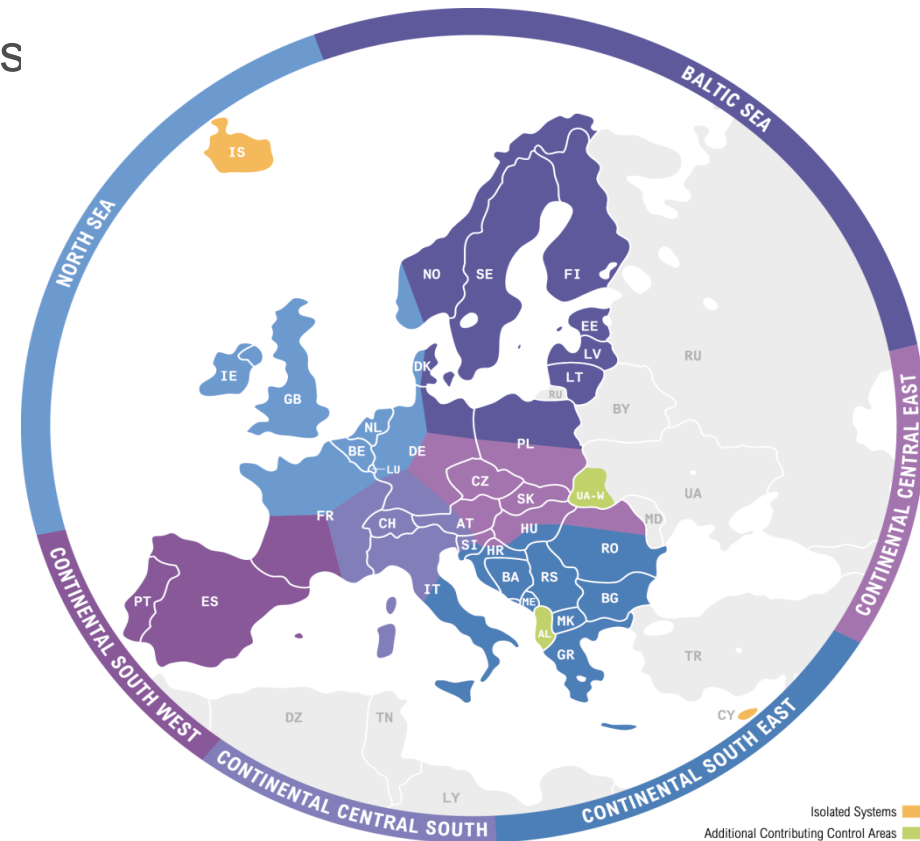 S
BALTIC SEA
NORTH SEA
IS
NO
SE
FI
EE
LV
LT
DK
RU
RU
BY
IE
GB
NL
BE
DE
LU
PL
CZ
SK
UA-W
UA
MD
FR
CH
AT
HU
SI
HR
RO
IT
BA
RS
ME
BG
MK
AL
GR
PT
ES
TR
CY
DZ
TN
LY
CONTINENTAL CENTRAL EAST
CONTINENTAL SOUTH WEST
CONTINENTAL CENTRAL SOUTH
CONTINENTAL SOUTH EAST
Isolated Systems
Additional Contributing Control Areas